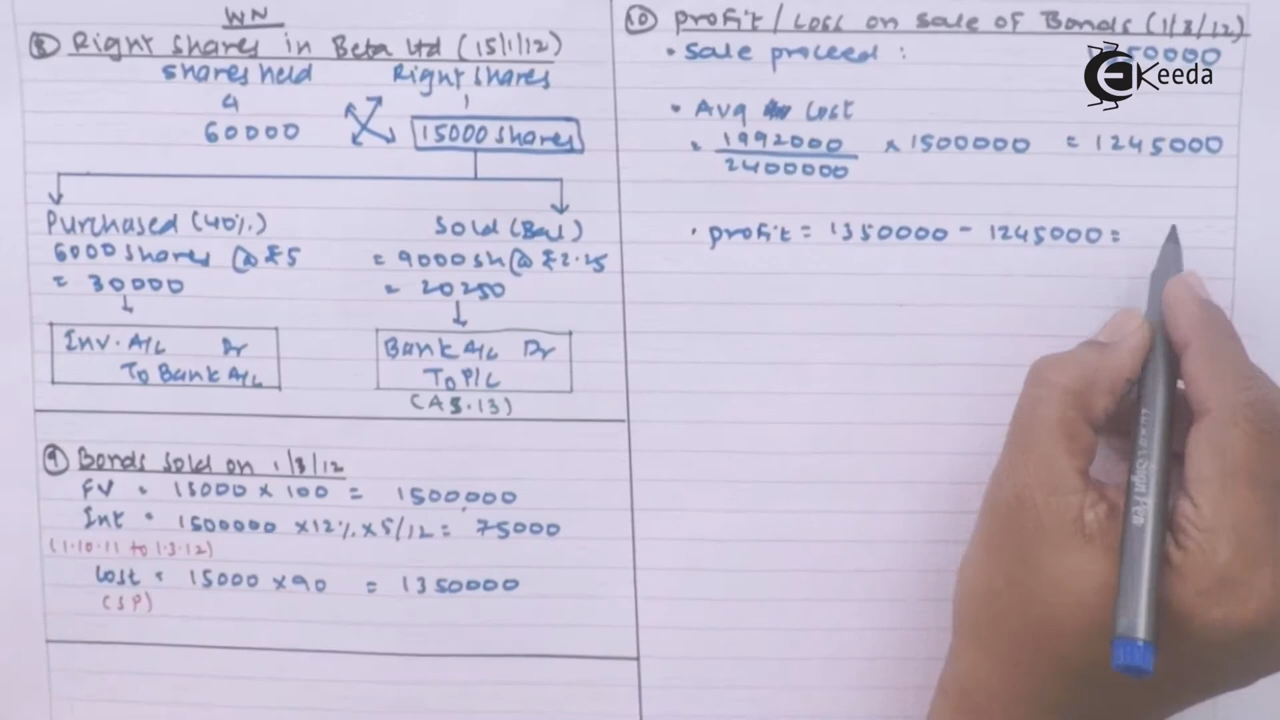 WN
⑧ Right shares in Beta Ltd (15/1/12)
shares held Right shares
4 1
60000 15000 shares
Purchased (40%) Sold (Bal)
6000 shares @ ₹5 = 9000 sh @ ₹2.25
= 30000 = 20250
Inv. A/c Dr Bank A/c Dr
To Bank A/c To P/L
(AS.13)
⑨ Bonds sold on 1/3/12
FV = 15000 x 100 = 1500000
Int = 1500000 x 12% x 5/12 = 75000
(1.10.11 to 1.3.12)
Cost = 15000 x 90 = 1350000
(SP)
⑩ profit / Loss on sale of Bonds (1/3/12)
• Sale proceed : 50000
Keeda
• Avg Cost
= 1992000 x 1500000 = 1245000
2400000
• profit = 1350000 - 1245000 =